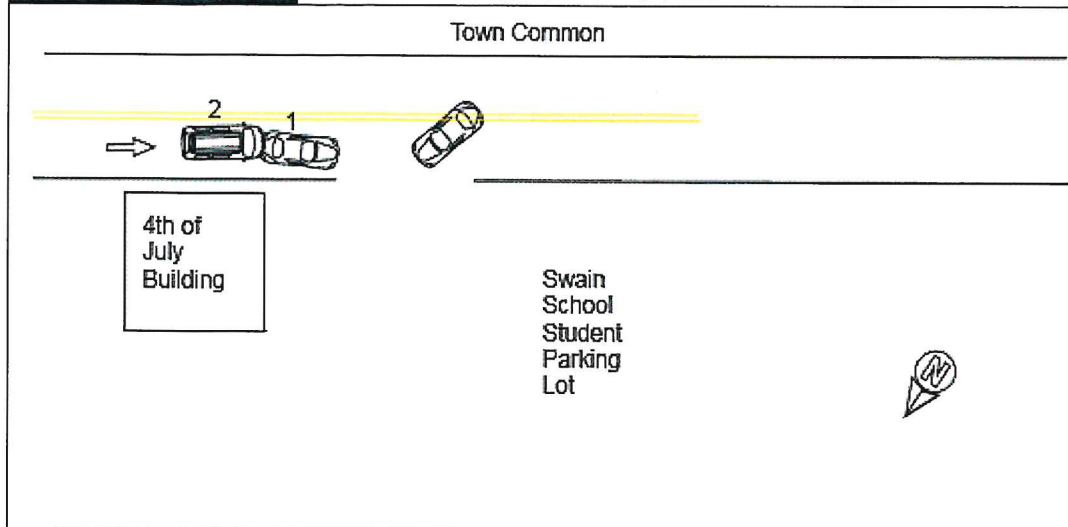 Town Common
2
1
4th of
July
Building
Swain
School
Student
Parking
Lot
N